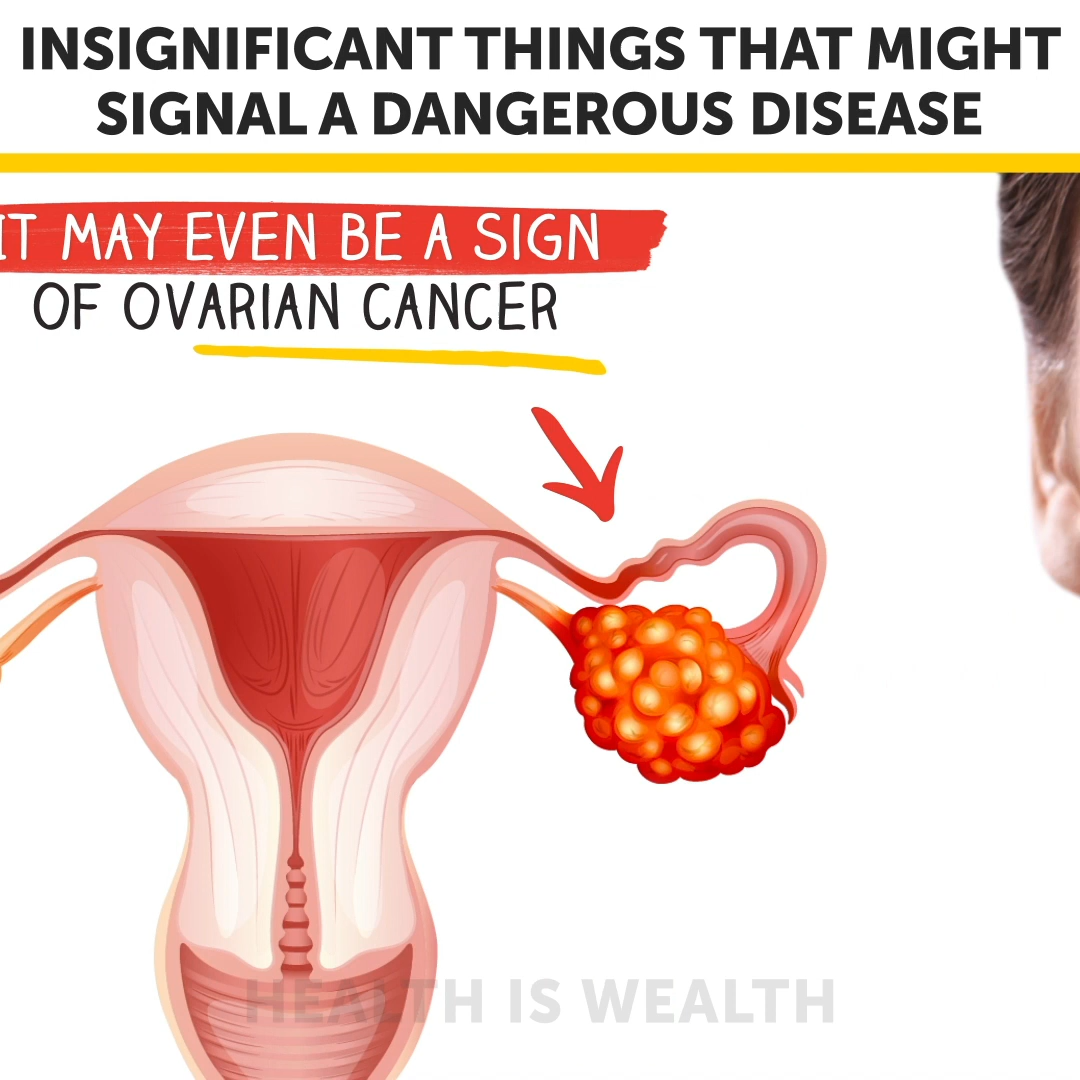 INSIGNIFICANT THINGS THAT MIGHT
SIGNAL A DANGEROUS DISEASE
IT MAY EVEN BE A SIGN
OF OVARIAN CANCER
HEALTH IS WEALTH